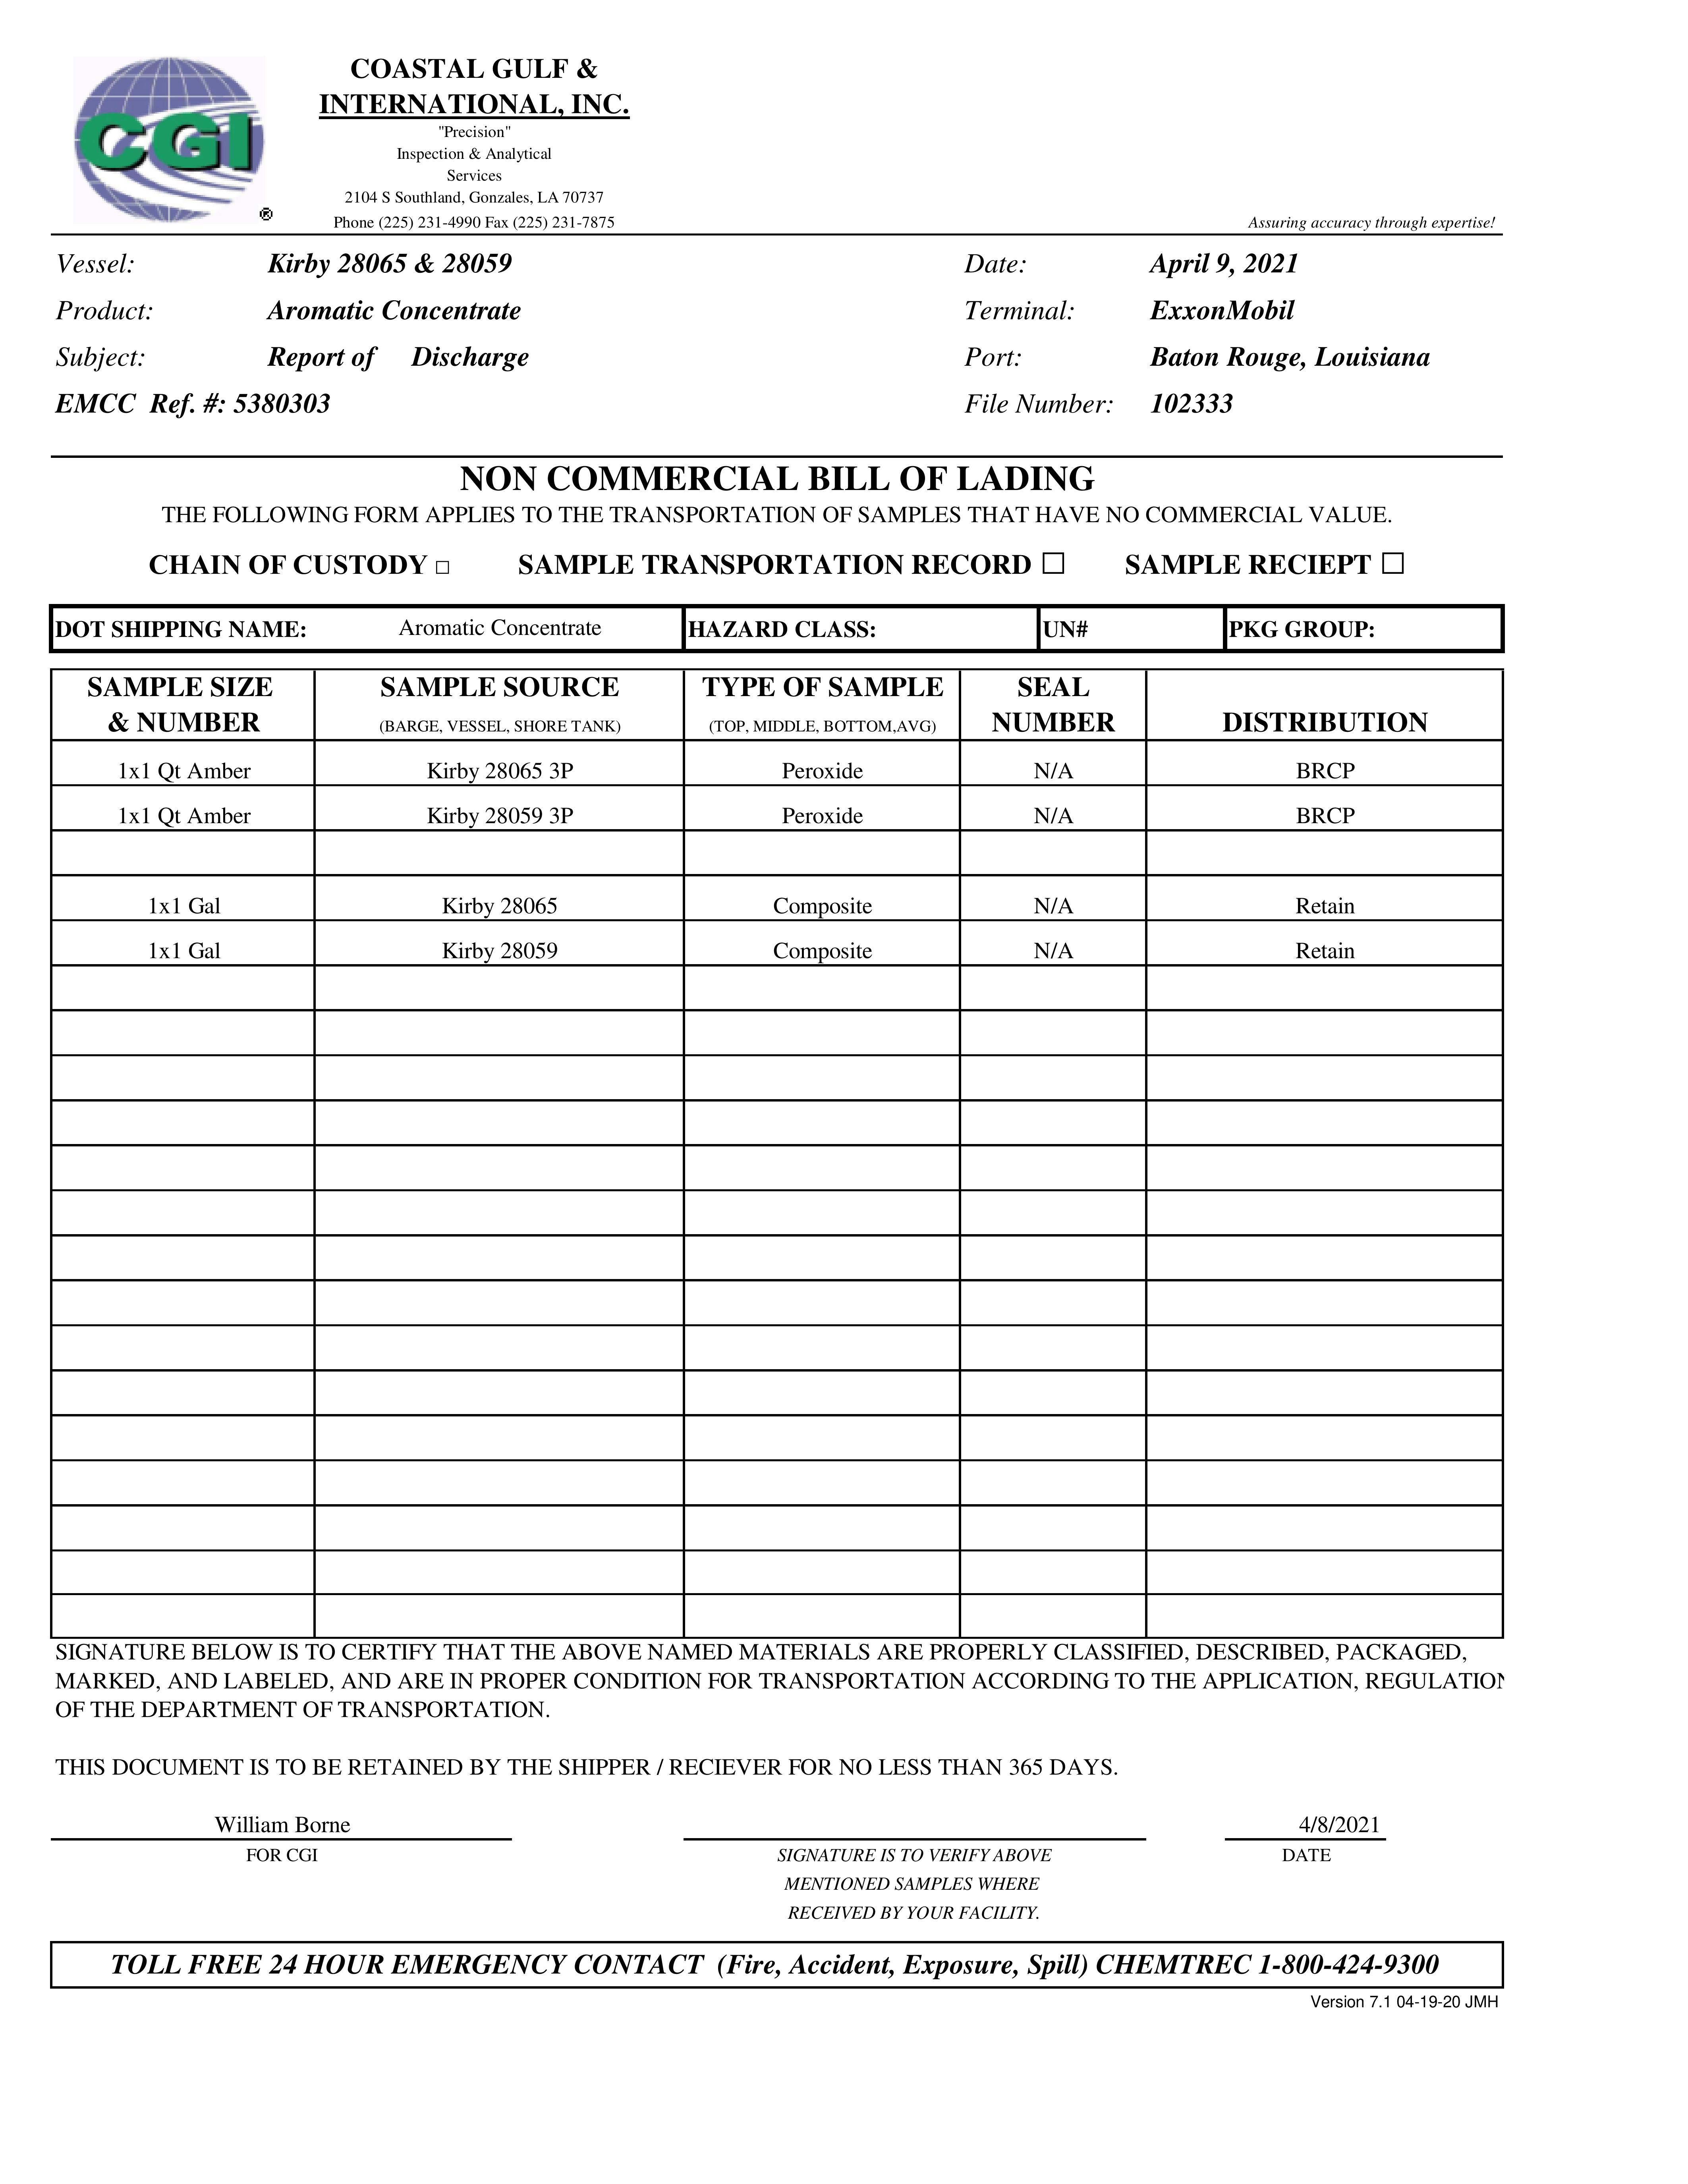 CGI
®
COASTAL GULF &
INTERNATIONAL, INC.
"Precision"
Inspection & Analytical
Services
2104 S Southland, Gonzales, LA 70737
Phone (225) 231-4990 Fax (225) 231-7875
Assuring accuracy through expertise!
Vessel: Kirby 28065 & 28059 Date: April 9, 2021
Product: Aromatic Concentrate Terminal: ExxonMobil
Subject: Report of Discharge Port: Baton Rouge, Louisiana
EMCC Ref. #: 5380303 File Number: 102333
NON COMMERCIAL BILL OF LADING
THE FOLLOWING FORM APPLIES TO THE TRANSPORTATION OF SAMPLES THAT HAVE NO COMMERCIAL VALUE.
CHAIN OF CUSTODY □ SAMPLE TRANSPORTATION RECORD □ SAMPLE RECIEPT □
DOT SHIPPING NAME: Aromatic Concentrate HAZARD CLASS: UN# PKG GROUP:
SAMPLE SIZE SAMPLE SOURCE TYPE OF SAMPLE SEAL
& NUMBER (BARGE, VESSEL, SHORE TANK) (TOP, MIDDLE, BOTTOM,AVG) NUMBER DISTRIBUTION
1x1 Qt Amber Kirby 28065 3P Peroxide N/A BRCP
1x1 Qt Amber Kirby 28059 3P Peroxide N/A BRCP
1x1 Gal Kirby 28065 Composite N/A Retain
1x1 Gal Kirby 28059 Composite N/A Retain
SIGNATURE BELOW IS TO CERTIFY THAT THE ABOVE NAMED MATERIALS ARE PROPERLY CLASSIFIED, DESCRIBED, PACKAGED,
MARKED, AND LABELED, AND ARE IN PROPER CONDITION FOR TRANSPORTATION ACCORDING TO THE APPLICATION, REGULATION
OF THE DEPARTMENT OF TRANSPORTATION.
THIS DOCUMENT IS TO BE RETAINED BY THE SHIPPER / RECIEVER FOR NO LESS THAN 365 DAYS.
William Borne 4/8/2021
FOR CGI SIGNATURE IS TO VERIFY ABOVE DATE
MENTIONED SAMPLES WHERE
RECEIVED BY YOUR FACILITY.
TOLL FREE 24 HOUR EMERGENCY CONTACT (Fire, Accident, Exposure, Spill) CHEMTREC 1-800-424-9300
Version 7.1 04-19-20 JMH